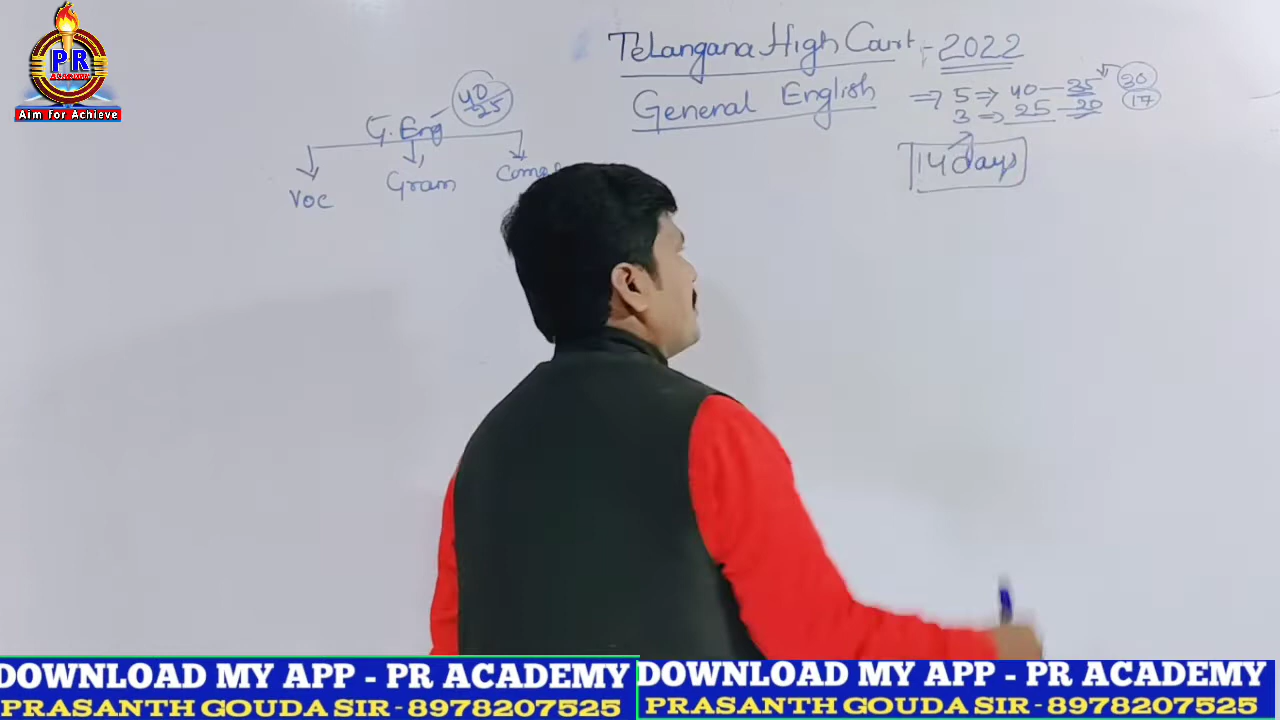 PR
ACADEMY
Aim For Achieve
Telangana High Court - 2022
General English ⇒ 5 ⇒ 40 — 35 30
3 ⇒ 25 — 20 17
14 days
40
25
G. Eng
Voc Gram
DOWNLOAD MY APP - PR ACADEMY DOWNLOAD MY APP - PR ACADEMY
PRASANTH GOUDA SIR - 8978207525 PRASANTH GOUDA SIR - 8978207525